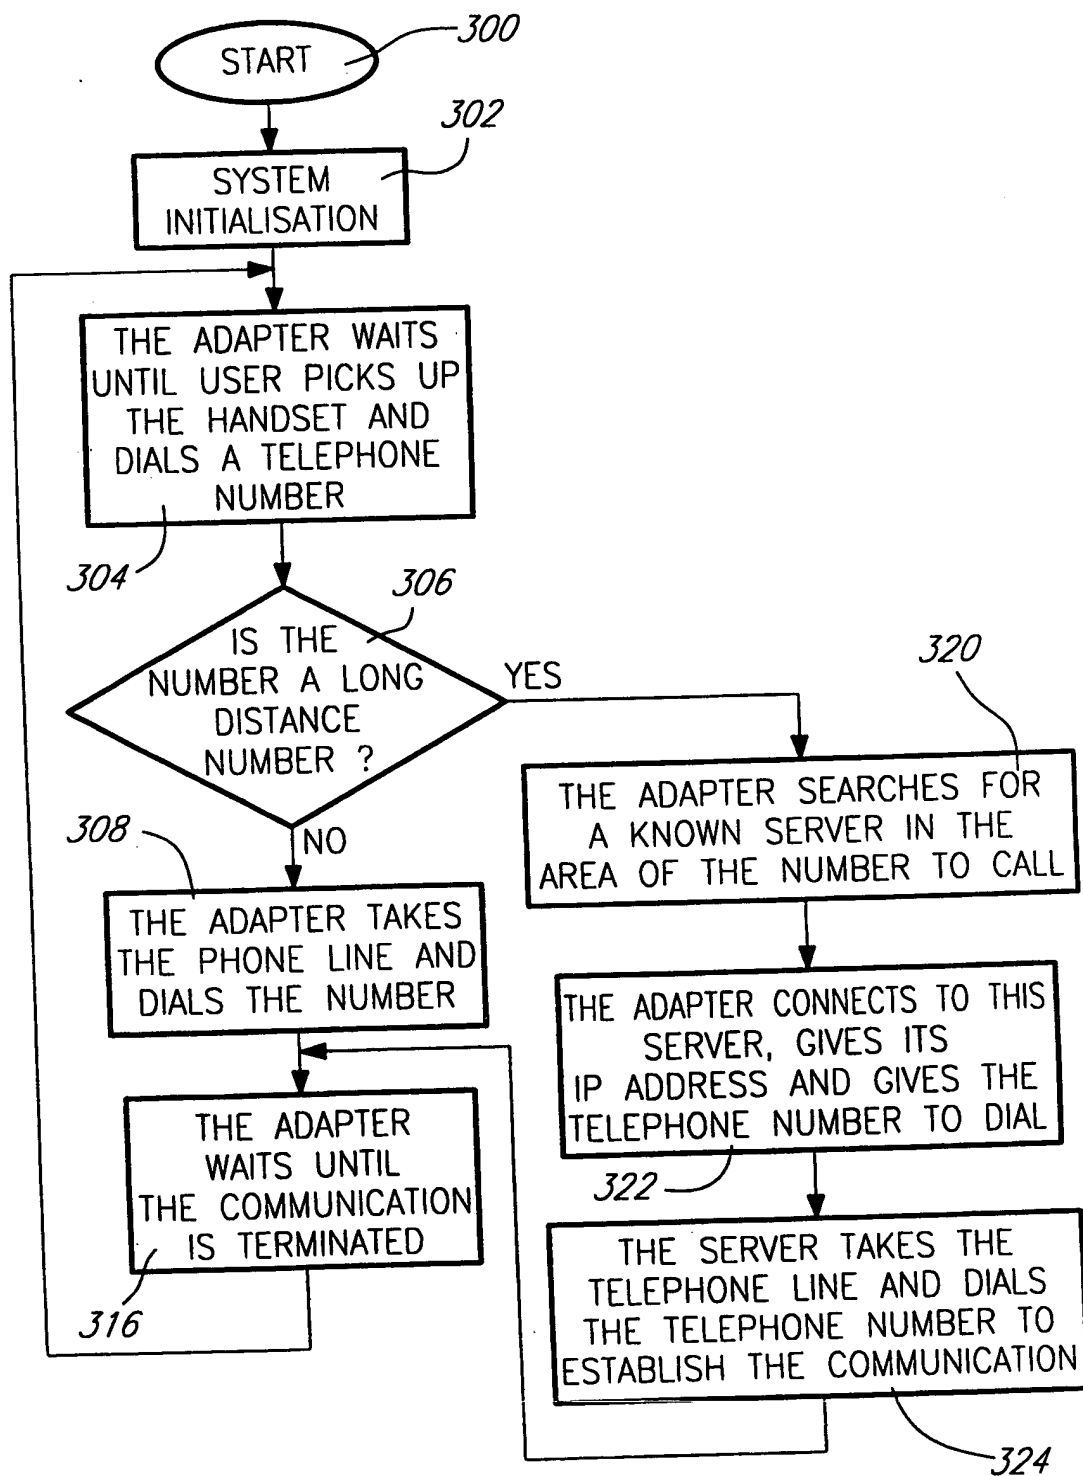 300
START
302
SYSTEM
INITIALISATION
THE ADAPTER WAITS
UNTIL USER PICKS UP
THE HANDSET AND
DIALS A TELEPHONE
NUMBER
304
306
IS THE
NUMBER A LONG
DISTANCE
NUMBER ?
YES
NO
308
THE ADAPTER TAKES
THE PHONE LINE AND
DIALS THE NUMBER
THE ADAPTER
WAITS UNTIL
THE COMMUNICATION
IS TERMINATED
316
320
THE ADAPTER SEARCHES FOR
A KNOWN SERVER IN THE
AREA OF THE NUMBER TO CALL
THE ADAPTER CONNECTS TO THIS
SERVER, GIVES ITS
IP ADDRESS AND GIVES THE
TELEPHONE NUMBER TO DIAL
322
THE SERVER TAKES THE
TELEPHONE LINE AND DIALS
THE TELEPHONE NUMBER TO
ESTABLISH THE COMMUNICATION
324